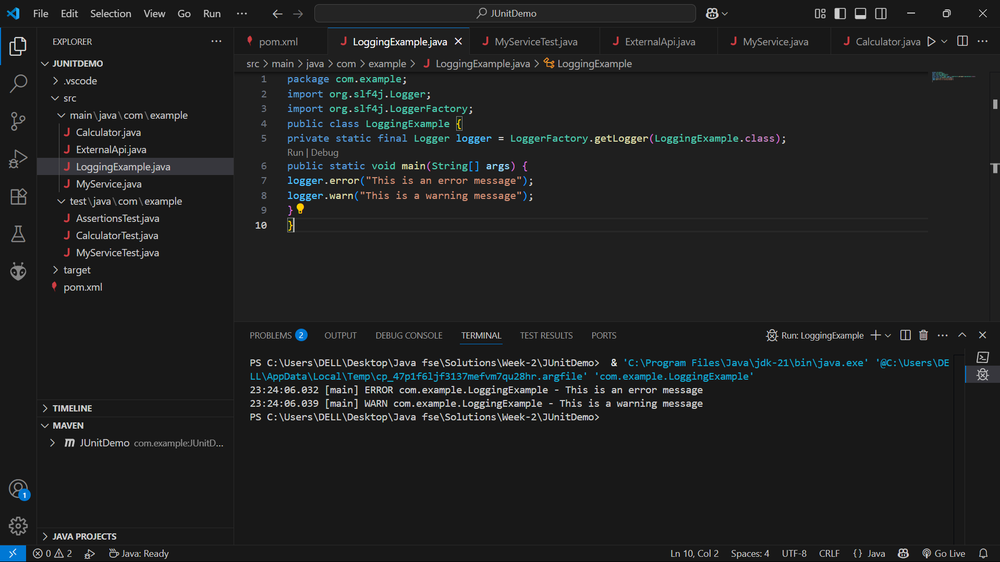 File Edit Selection View Go Run ··· JUnitDemo
EXPLORER ···
JUNITDEMO
.vscode
src
main\java\com\example
Calculator.java
ExternalApi.java
LoggingExample.java
MyService.java
test\java\com\example
AssertionsTest.java
CalculatorTest.java
MyServiceTest.java
target
pom.xml
TIMELINE
MAVEN
JUnitDemo com.example:JUnitD...
JAVA PROJECTS
1
pom.xml LoggingExample.java MyServiceTest.java ExternalApi.java MyService.java Calculator.java
src > main > java > com > example > LoggingExample.java > LoggingExample
1 package com.example;
2 import org.slf4j.Logger;
3 import org.slf4j.LoggerFactory;
4 public class LoggingExample {
5 private static final Logger logger = LoggerFactory.getLogger(LoggingExample.class);
Run | Debug
6 public static void main(String[] args) {
7 logger.error("This is an error message");
8 logger.warn("This is a warning message");
9 }
10 }
PROBLEMS 2 OUTPUT DEBUG CONSOLE TERMINAL TEST RESULTS PORTS Run: LoggingExample
PS C:\Users\DELL\Desktop\Java fse\Solutions\Week-2\JUnitDemo>  & 'C:\Program Files\Java\jdk-21\bin\java.exe' '@C:\Users\DE
LL\AppData\Local\Temp\cp_47p1f6ljf3137mefvm7qu28hr.argfile' 'com.example.LoggingExample'
23:24:06.032 [main] ERROR com.example.LoggingExample - This is an error message
23:24:06.039 [main] WARN com.example.LoggingExample - This is a warning message
PS C:\Users\DELL\Desktop\Java fse\Solutions\Week-2\JUnitDemo>
0 2 Java: Ready Ln 10, Col 2 Spaces: 4 UTF-8 CRLF {} Java Go Live